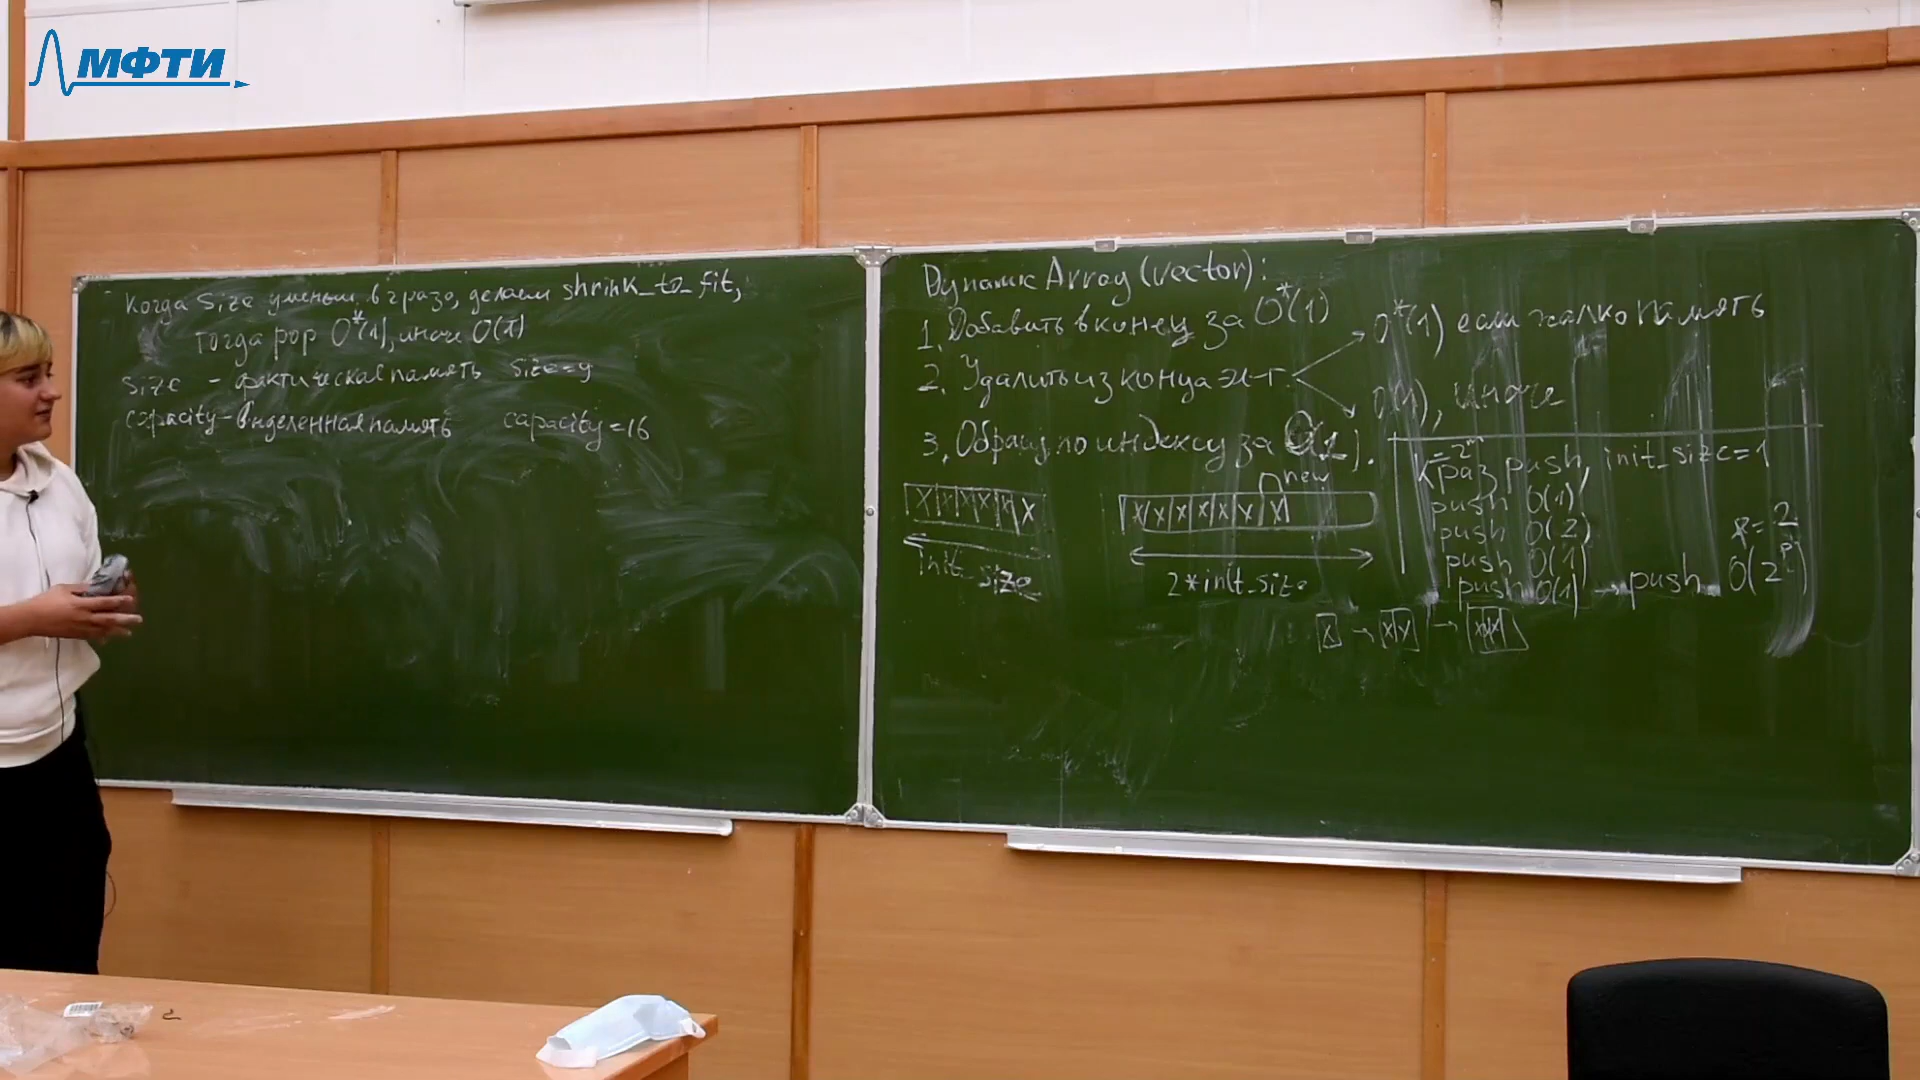 МФТИ
Когда size уменьш. в 2 раза, делаем shrink_to_fit,
тогда pop O*(1), иначе O(1)
size - фактическая память size=9
capacity - выделенная память capacity=16
Dynamic Array (vector):
1. Добавить в конец за O*(1)
2. Удалить из конца эл-т.
O*(1) если жалко память
O(1), иначе
3. Обращ. по индексу за
X X X X X X
init_size
X X X X X X X
new
2*init_size
K=2^m раз push, init_size=1
push O(1)
push O(2)
push O(1)
push O(1) → push O(2^p)
X → X Y → X X X